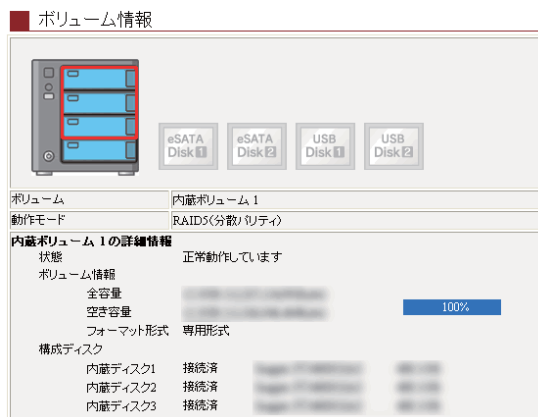 ボリューム情報
eSATA Disk 1
eSATA Disk 2
USB Disk 1
USB Disk 2
ボリューム 内蔵ボリューム 1
動作モード RAID5(分散パリティ)
内蔵ボリューム 1の詳細情報
状態 正常動作しています
ボリューム情報
全容量
空き容量 100%
フォーマット形式 専用形式
構成ディスク
内蔵ディスク1 接続済
内蔵ディスク2 接続済
内蔵ディスク3 接続済